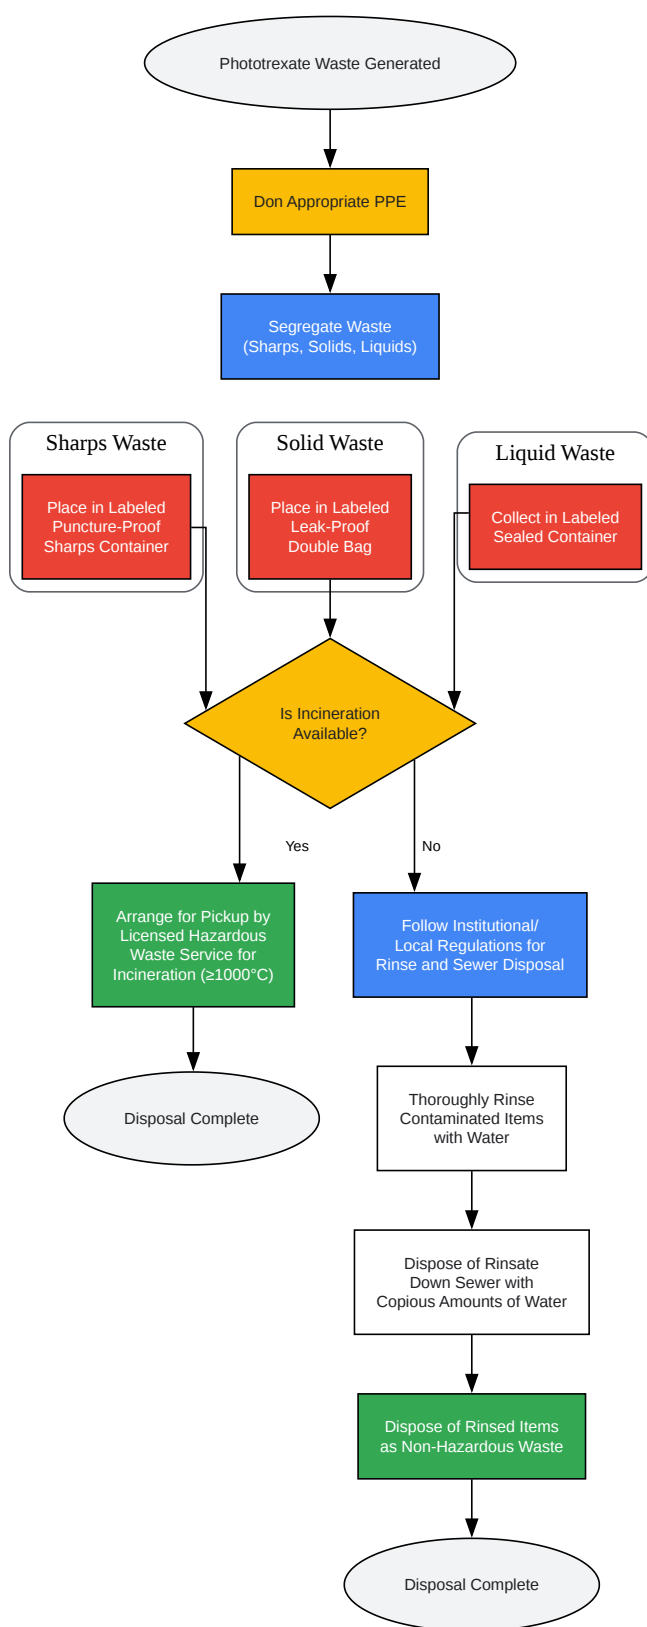 Phototrexate Waste Generated
Don Appropriate PPE
Segregate Waste
(Sharps, Solids, Liquids)
Sharps Waste
Place in Labeled
Puncture-Proof
Sharps Container
Solid Waste
Place in Labeled
Leak-Proof
Double Bag
Liquid Waste
Collect in Labeled
Sealed Container
Is Incineration
Available?
Yes
No
Arrange for Pickup by
Licensed Hazardous
Waste Service for
Incineration (≥1000°C)
Disposal Complete
Follow Institutional/
Local Regulations for
Rinse and Sewer Disposal
Thoroughly Rinse
Contaminated Items
with Water
Dispose of Rinsate
Down Sewer with
Copious Amounts of Water
Dispose of Rinsed Items
as Non-Hazardous Waste
Disposal Complete